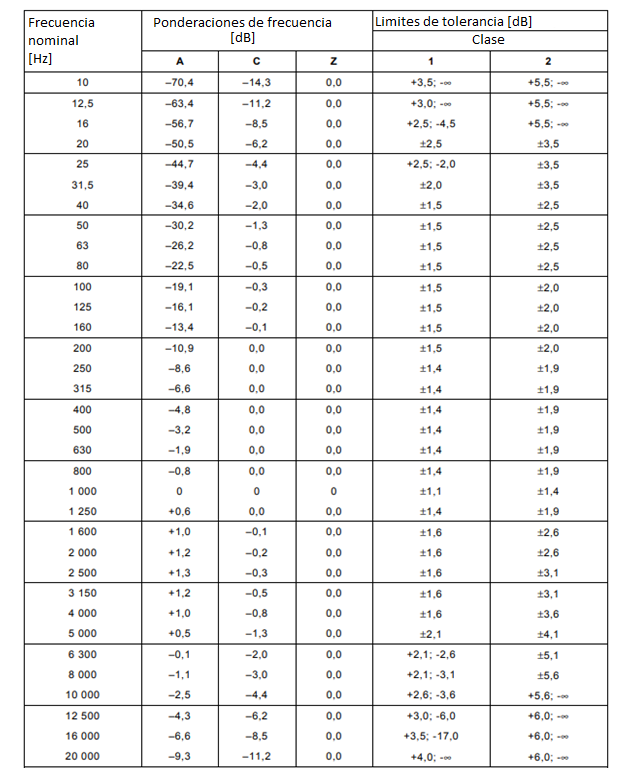 Frecuencia nominal [Hz] Ponderaciones de frecuencia [dB] Limites de tolerancia [dB]
Clase
A C Z 1 2
10 –70,4 –14,3 0,0 +3,5; -∞ +5,5; -∞
12,5 –63,4 –11,2 0,0 +3,0; -∞ +5,5; -∞
16 –56,7 –8,5 0,0 +2,5; -4,5 +5,5; -∞
20 –50,5 –6,2 0,0 ±2,5 ±3,5
25 –44,7 –4,4 0,0 +2,5; -2,0 ±3,5
31,5 –39,4 –3,0 0,0 ±2,0 ±3,5
40 –34,6 –2,0 0,0 ±1,5 ±2,5
50 –30,2 –1,3 0,0 ±1,5 ±2,5
63 –26,2 –0,8 0,0 ±1,5 ±2,5
80 –22,5 –0,5 0,0 ±1,5 ±2,5
100 –19,1 –0,3 0,0 ±1,5 ±2,0
125 –16,1 –0,2 0,0 ±1,5 ±2,0
160 –13,4 –0,1 0,0 ±1,5 ±2,0
200 –10,9 0,0 0,0 ±1,5 ±2,0
250 –8,6 0,0 0,0 ±1,4 ±1,9
315 –6,6 0,0 0,0 ±1,4 ±1,9
400 –4,8 0,0 0,0 ±1,4 ±1,9
500 –3,2 0,0 0,0 ±1,4 ±1,9
630 –1,9 0,0 0,0 ±1,4 ±1,9
800 –0,8 0,0 0,0 ±1,4 ±1,9
1 000 0 0 0 ±1,1 ±1,4
1 250 +0,6 0,0 0,0 ±1,4 ±1,9
1 600 +1,0 –0,1 0,0 ±1,6 ±2,6
2 000 +1,2 –0,2 0,0 ±1,6 ±2,6
2 500 +1,3 –0,3 0,0 ±1,6 ±3,1
3 150 +1,2 –0,5 0,0 ±1,6 ±3,1
4 000 +1,0 –0,8 0,0 ±1,6 ±3,6
5 000 +0,5 –1,3 0,0 ±2,1 ±4,1
6 300 –0,1 –2,0 0,0 +2,1; -2,6 ±5,1
8 000 –1,1 –3,0 0,0 +2,1; -3,1 ±5,6
10 000 –2,5 –4,4 0,0 +2,6; -3,6 +5,6; -∞
12 500 –4,3 –6,2 0,0 +3,0; -6,0 +6,0; -∞
16 000 –6,6 –8,5 0,0 +3,5; -17,0 +6,0; -∞
20 000 –9,3 –11,2 0,0 +4,0; -∞ +6,0; -∞